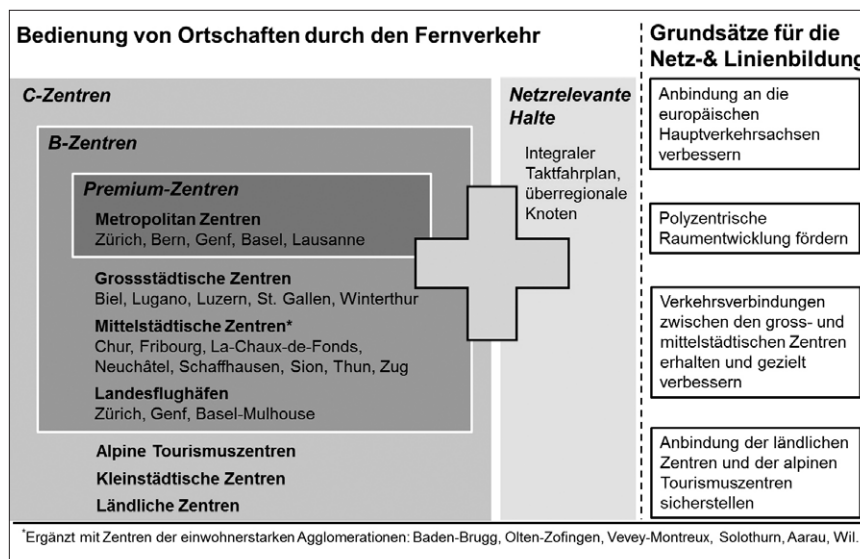 Bedienung von Ortschaften durch den Fernverkehr
C-Zentren
B-Zentren
Premium-Zentren
Metropolitan Zentren
Zürich, Bern, Genf, Basel, Lausanne
Grossstädtische Zentren
Biel, Lugano, Luzern, St. Gallen, Winterthur
Mittelstädtische Zentren*
Chur, Fribourg, La-Chaux-de-Fonds,
Neuchâtel, Schaffhausen, Sion, Thun, Zug
Landesflughäfen
Zürich, Genf, Basel-Mulhouse
Alpine Tourismuszentren
Kleinstädtische Zentren
Ländliche Zentren
Netzrelevante
Halte
Integraler
Taktfahrplan,
überregionale
Knoten
Grundsätze für die
Netz-& Linienbildung
Anbindung an die
europäischen
Hauptverkehrsachsen
verbessern
Polyzentrische
Raumentwicklung fördern
Verkehrsverbindungen
zwischen den gross- und
mittelstädtischen Zentren
erhalten und gezielt
verbessern
Anbindung der ländlichen
Zentren und der alpinen
Tourismuszentren
sicherstellen
*Ergänzt mit Zentren der einwohnerstarken Agglomerationen: Baden-Brugg, Olten-Zofingen, Vevey-Montreux, Solothurn, Aarau, Wil.